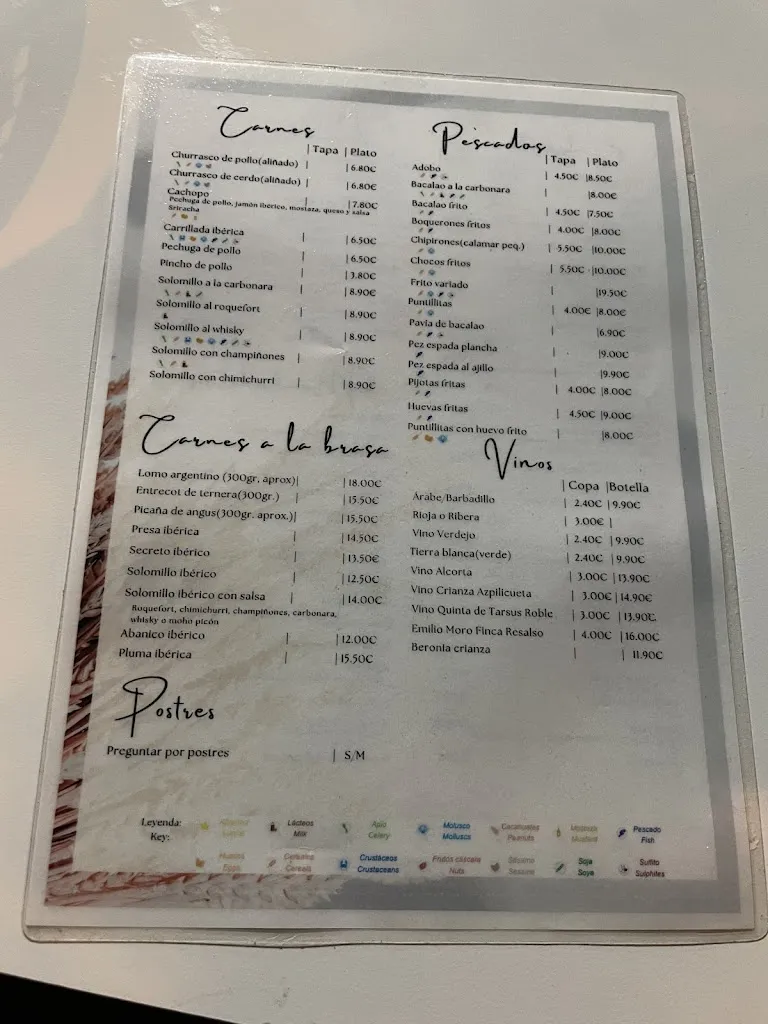 Carnes
| Tapa | Plato
Churrasco de pollo(aliñado) | | 6.80€
Churrasco de cerdo(aliñado) | | 6.80€
Cachopo | | 7.80€
Pechuga de pollo, jamón ibérico, mostaza, queso y salsa
Sriracha
Carrillada ibérica | | 6.50€
Pechuga de pollo | | 6.50€
Pincho de pollo | | 3.80€
Solomillo a la carbonara | | 8.90€
Solomillo al roquefort | | 8.90€
Solomillo al whisky | | 8.90€
Solomillo con champiñones | | 8.90€
Solomillo con chimichurri | | 8.90€
Carnes a la brasa
Lomo argentino (300gr, aprox)| | 18.00€
Entrecot de ternera(300gr.) | | 15.50€
Picaña de angus(300gr. aprox.)| | 15.50€
Presa ibérica | | 14.50€
Secreto ibérico | | 13.50€
Solomillo ibérico | | 12.50€
Solomillo ibérico con salsa | | 14.00€
Roquefort, chimichurri, champiñones, carbonara,
whisky o moho picón
Abanico ibérico | | 12.00€
Pluma ibérica | | 15.50€
Postres
Preguntar por postres | S/M
Pescados
| Tapa | Plato
Adobo | 4.50€ |8.50€
Bacalao a la carbonara | |8.00€
Bacalao frito | 4.50€ |7.50€
Boquerones fritos | 4.00€ |8.00€
Chipirones(calamar peq.) | 5.50€ |10.00€
Chocos fritos | 5.50€ |10.00€
Frito variado | |19.50€
Puntillitas | 4.00€ |8.00€
Pavía de bacalao | |6.90€
Pez espada plancha | |9.00€
Pez espada al ajillo | |9.90€
Pijotas fritas | 4.00€ |8.00€
Huevas fritas | 4.50€ |9.00€
Puntillitas con huevo frito | |8.00€
Vinos
| Copa |Botella
Arabe/Barbadillo | 2.40€ |9.90€
Rioja o Ribera | 3.00€ |
Vino Verdejo | 2.40€ | 9.90€
Tierra blanca(verde) | 2.40€ | 9.90€
Vino Alcorta | 3.00€ | 13.90€
Vino Crianza Azpilicueta | 3.00€ | 14.90€
Vino Quinta de Tarsus Roble | 3.00€ | 13.90€
Emilio Moro Finca Resalso | 4.00€ | 16.00€
Beronia crianza | | 11.90€
Leyenda:
Key:
Lácteos
Milk
Apio
Celery
Molusco
Molluscs
Cacahuetes
Peanuts
Mostaza
Mustard
Pescado
Fish
Huevos
Eggs
Cereales
Cereals
Crustáceos
Crustaceans
Frutos cáscara
Nuts
Sésamo
Sesame
Soja
Soya
Sulfito
Sulphites